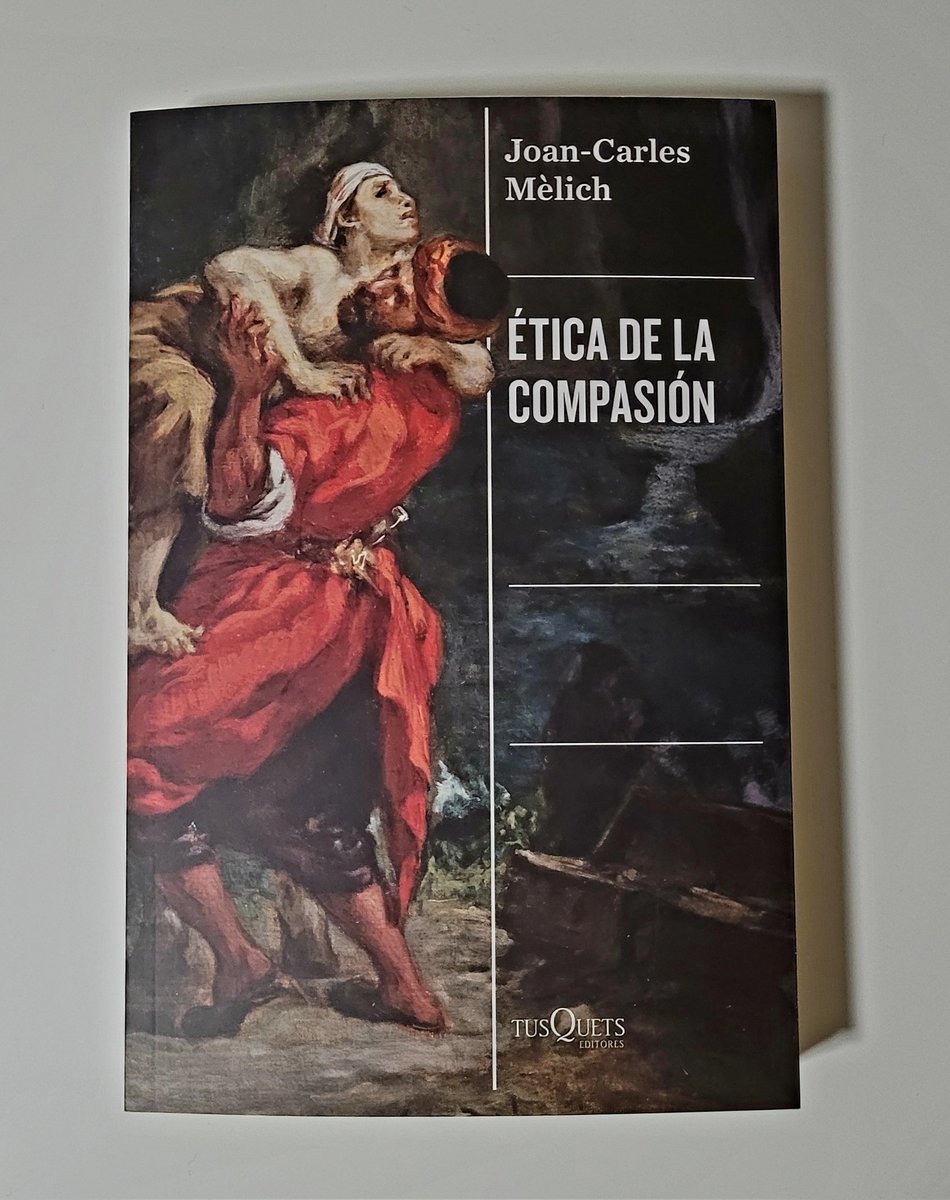 Joan-Carles
Mèlich
ÉTICA DE LA
COMPASIÓN
TUSQUETS
EDITORES